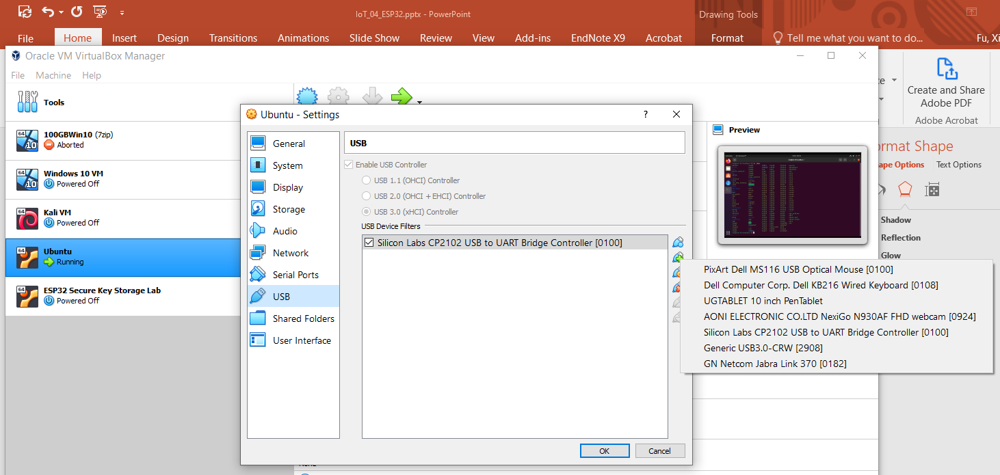 IoT_04_ESP32.pptx - PowerPoint
Drawing Tools
File Home Insert Design Transitions Animations Slide Show Review View Add-ins EndNote X9 Acrobat Format Tell me what you want to do... Fu, Xi
Oracle VM VirtualBox Manager
File Machine Help
Tools
64
10
100GBWin10 (7zip)
Aborted
64
10
Windows 10 VM
Powered Off
64
Kali VM
Powered Off
64
Ubuntu
Running
64
ESP32 Secure Key Storage Lab
Powered Off
Ubuntu - Settings
?
General
System
Display
Storage
Audio
Network
Serial Ports
USB
Shared Folders
User Interface
USB
Enable USB Controller
USB 1.1 (OHCI) Controller
USB 2.0 (OHCI + EHCI) Controller
USB 3.0 (xHCI) Controller
USB Device Filters
Silicon Labs CP2102 USB to UART Bridge Controller [0100]
OK Cancel
None
Preview
PixArt Dell MS116 USB Optical Mouse [0100]
Dell Computer Corp. Dell KB216 Wired Keyboard [0108]
UGTABLET 10 inch PenTablet
AONI ELECTRONIC CO.LTD NexiGo N930AF FHD webcam [0924]
Silicon Labs CP2102 USB to UART Bridge Controller [0100]
Generic USB3.0-CRW [2908]
GN Netcom Jabra Link 370 [0182]
Create and Share
Adobe PDF
Adobe Acrobat
ormat Shape
ape Options Text Options
Shadow
Reflection
Glow